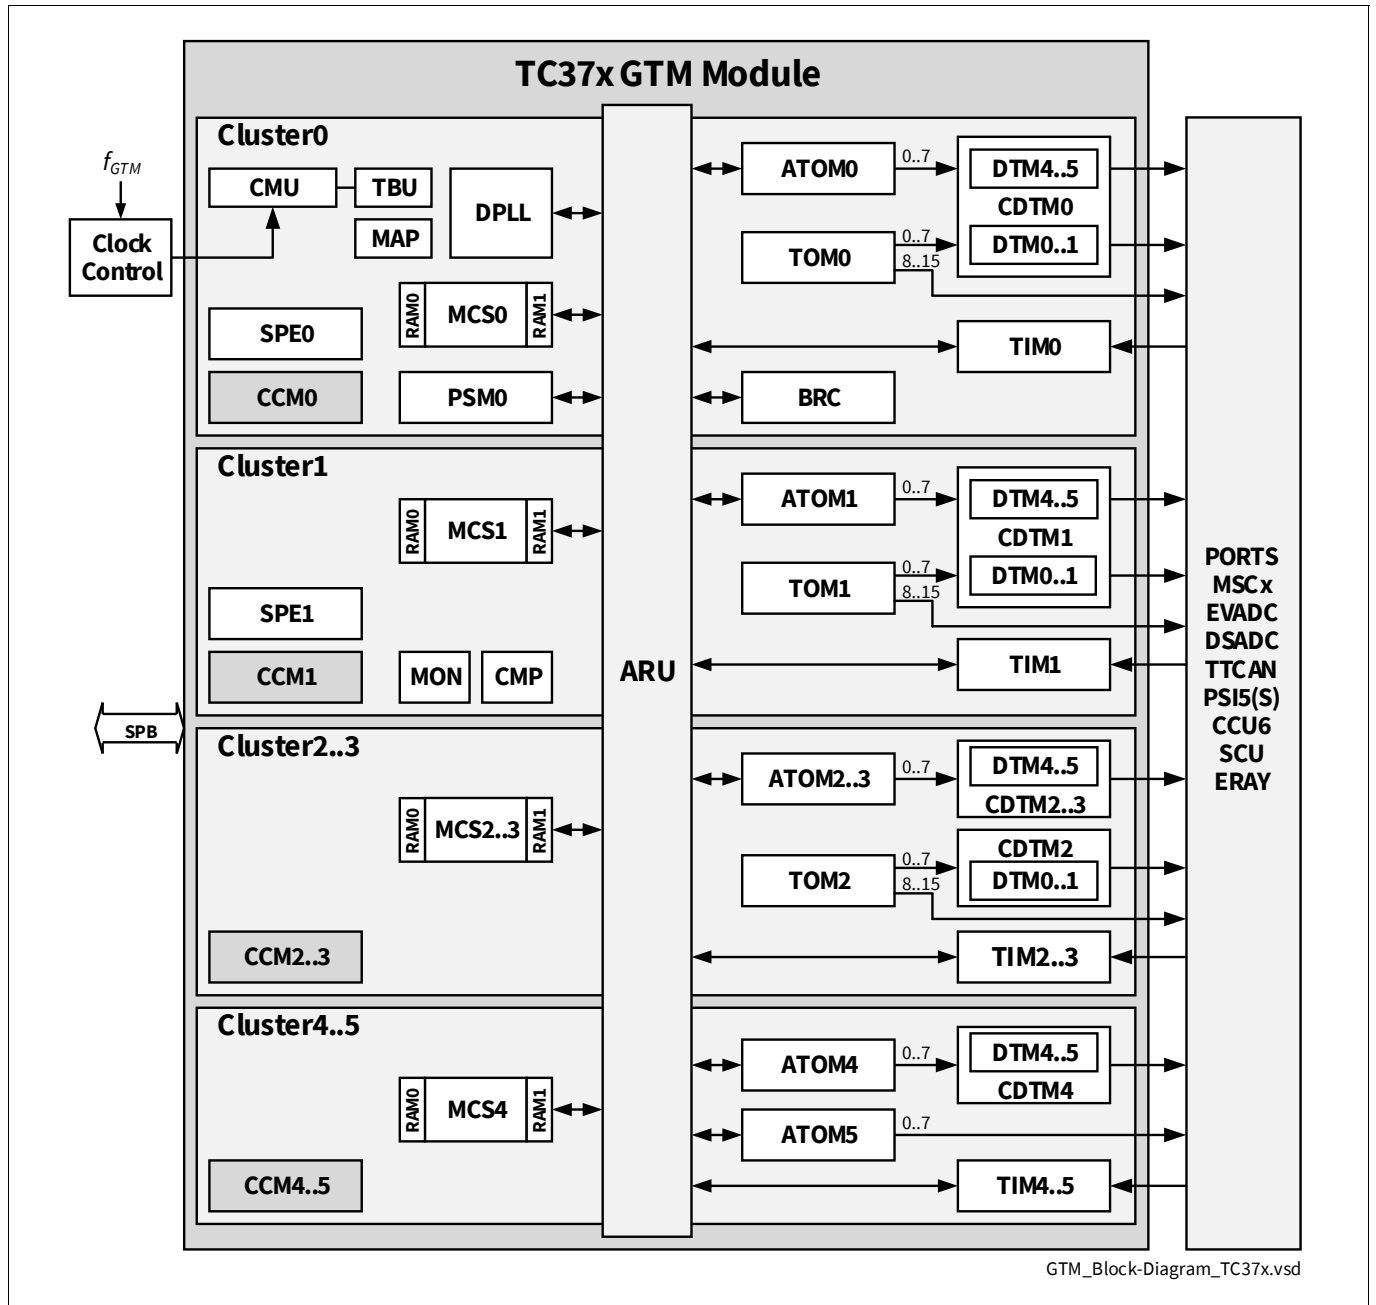 TC37x GTM Module
Cluster0
fGTM
Clock
Control
CMU
TBU
MAP
DPLL
RAM0
MCS0
RAM1
SPE0
CCM0
PSM0
ATOM0
0..7
DTM4..5
CDTM0
DTM0..1
TOM0
0..7
8..15
TIM0
BRC
Cluster1
RAM0
MCS1
RAM1
SPE1
CCM1
MON
CMP
ATOM1
0..7
DTM4..5
CDTM1
DTM0..1
TOM1
0..7
8..15
TIM1
ARU
SPB
Cluster2..3
RAM0
MCS2..3
RAM1
CCM2..3
ATOM2..3
0..7
DTM4..5
CDTM2..3
CDTM2
DTM0..1
TOM2
0..7
8..15
TIM2..3
Cluster4..5
RAM0
MCS4
RAM1
CCM4..5
ATOM4
0..7
DTM4..5
CDTM4
ATOM5
0..7
TIM4..5
PORTS
MSCx
EVADC
DSADC
TTCAN
PSI5(S)
CCU6
SCU
ERAY
GTM_Block-Diagram_TC37x.vsd